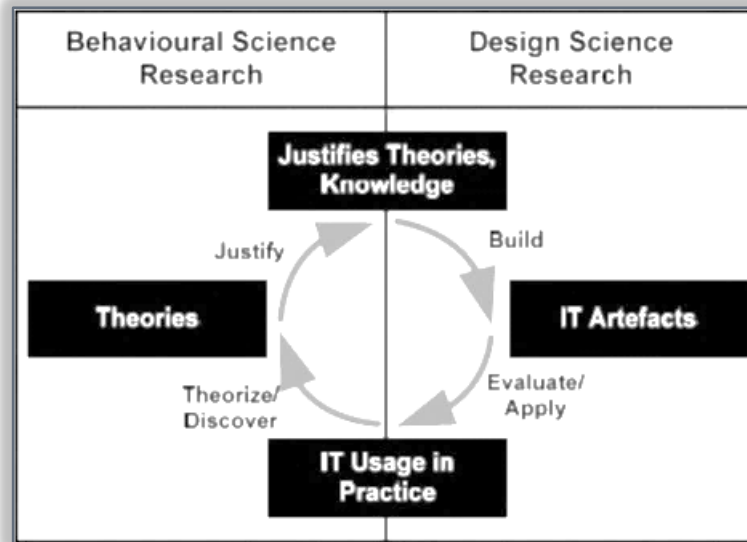 Behavioural Science
Research
Design Science
Research
Justifies Theories,
Knowledge
Justify
Build
Theories
IT Artefacts
Theorize/
Discover
Evaluate/
Apply
IT Usage in
Practice